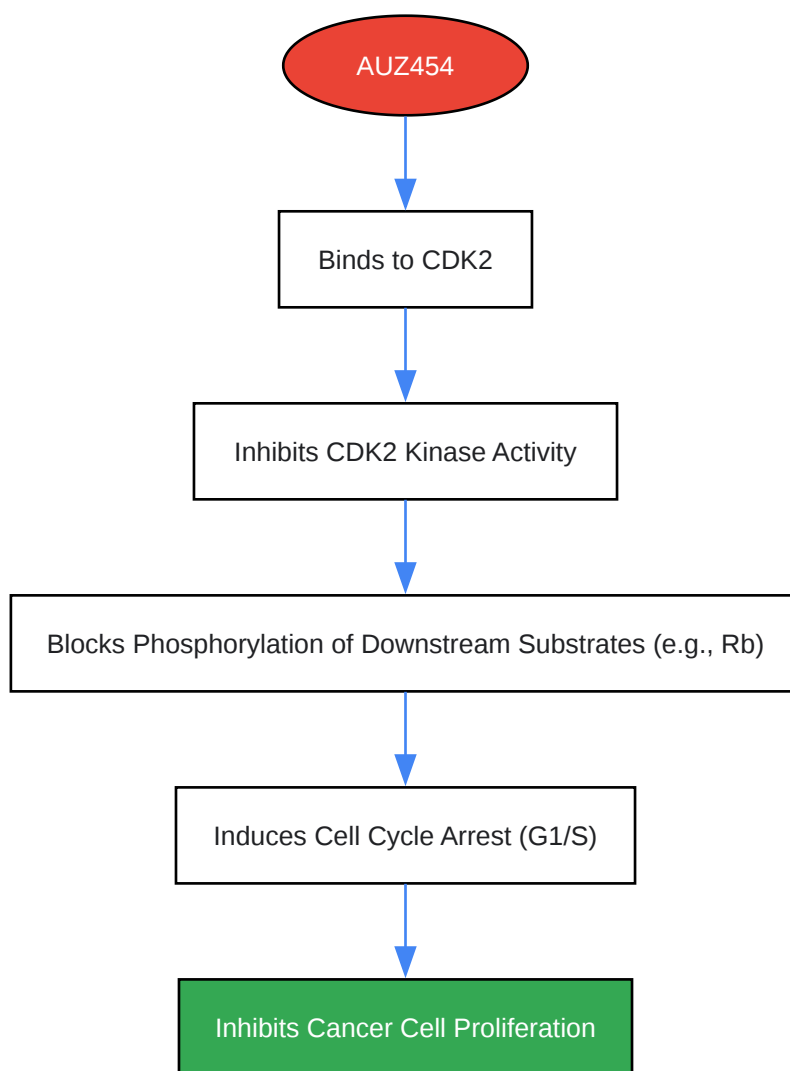 AUZ454
Binds to CDK2
Inhibits CDK2 Kinase Activity
Blocks Phosphorylation of Downstream Substrates (e.g., Rb)
Induces Cell Cycle Arrest (G1/S)
Inhibits Cancer Cell Proliferation